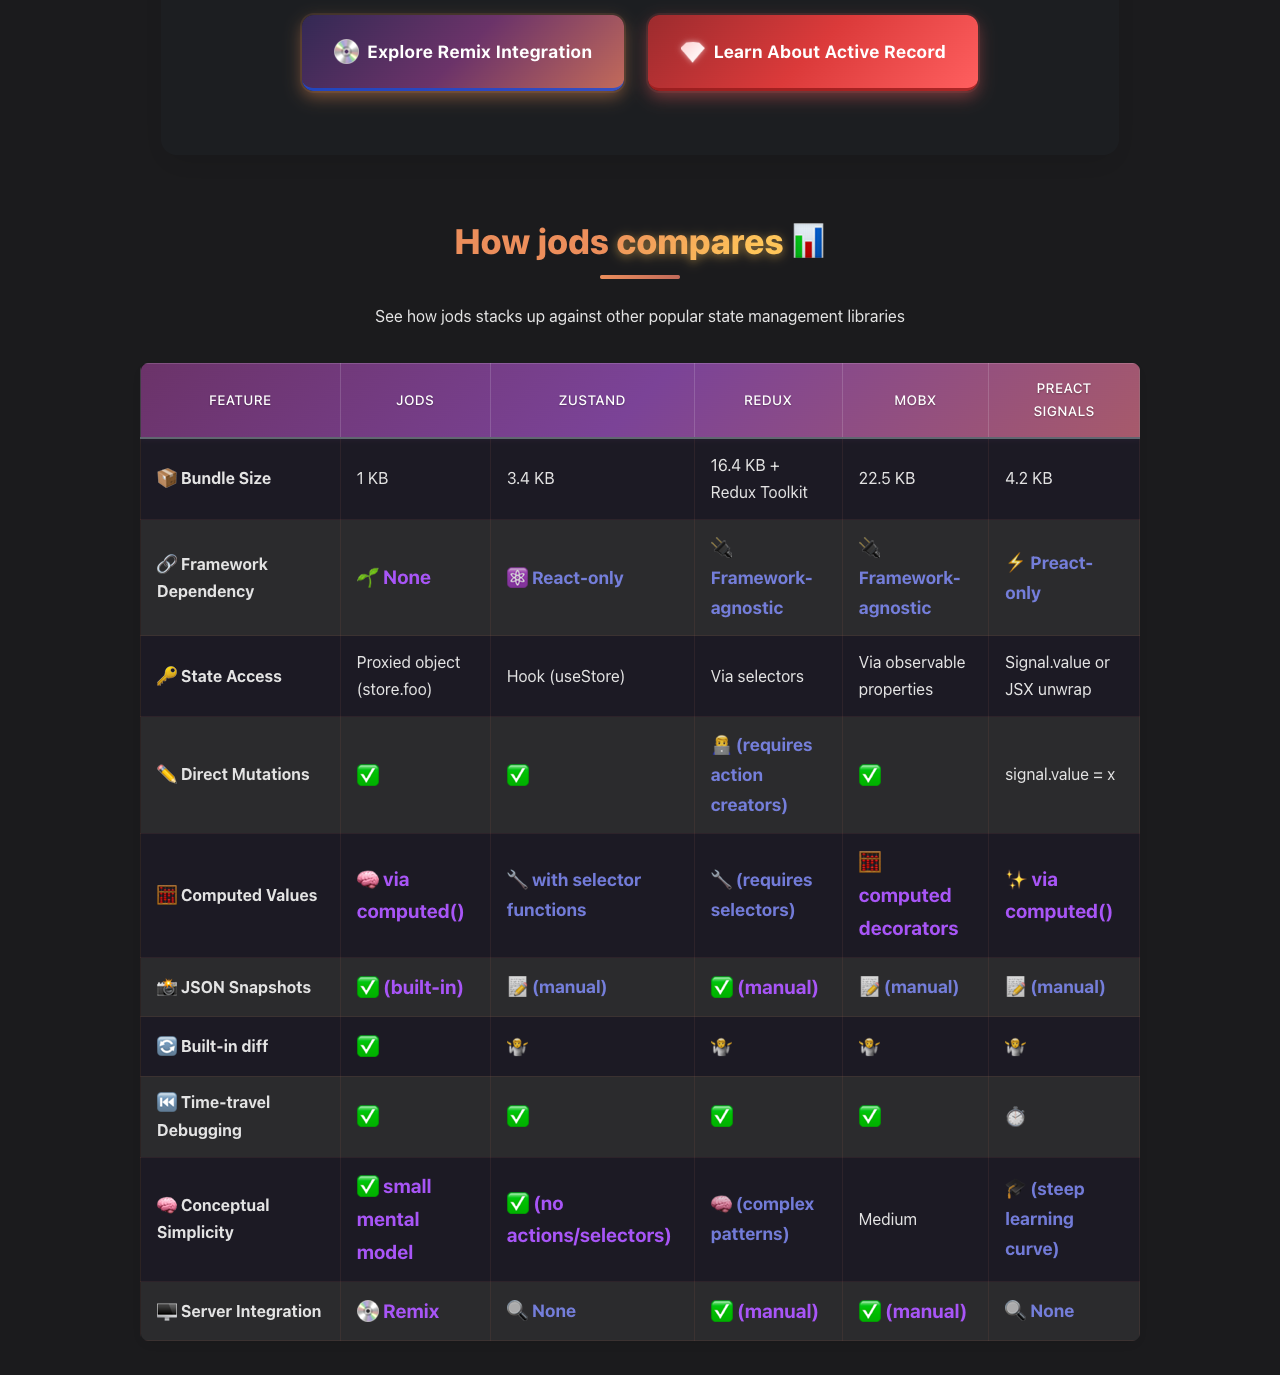 Explore Remix Integration
Learn About Active Record
How jods compares
See how jods stacks up against other popular state management libraries
FEATURE
JODS
ZUSTAND
REDUX
MOBX
PREACT
SIGNALS
Bundle Size
1 KB
3.4 KB
16.4 KB +
Redux Toolkit
22.5 KB
4.2 KB
Framework
Dependency
None
React-only
Framework-
agnostic
Framework-
agnostic
Preact-
only
State Access
Proxied object
(store.foo)
Hook (useStore)
Via selectors
Via observable
properties
Signal.value or
JSX unwrap
Direct Mutations
(requires
action
creators)
signal.value = x
Computed Values
via
computed()
with selector
functions
(requires
selectors)
computed
decorators
via
computed()
JSON Snapshots
(built-in)
(manual)
(manual)
(manual)
(manual)
Built-in diff
Time-travel
Debugging
Conceptual
Simplicity
small
mental
model
(no
actions/selectors)
(complex
patterns)
Medium
(steep
learning
curve)
Server Integration
Remix
None
(manual)
(manual)
None